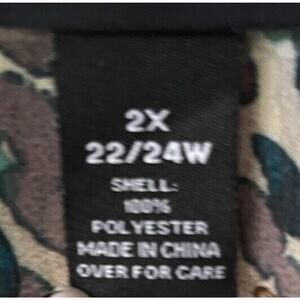 2X
22/24W
SHELL:
100%
POLYESTER
MADE IN CHINA
OVER FOR CARE